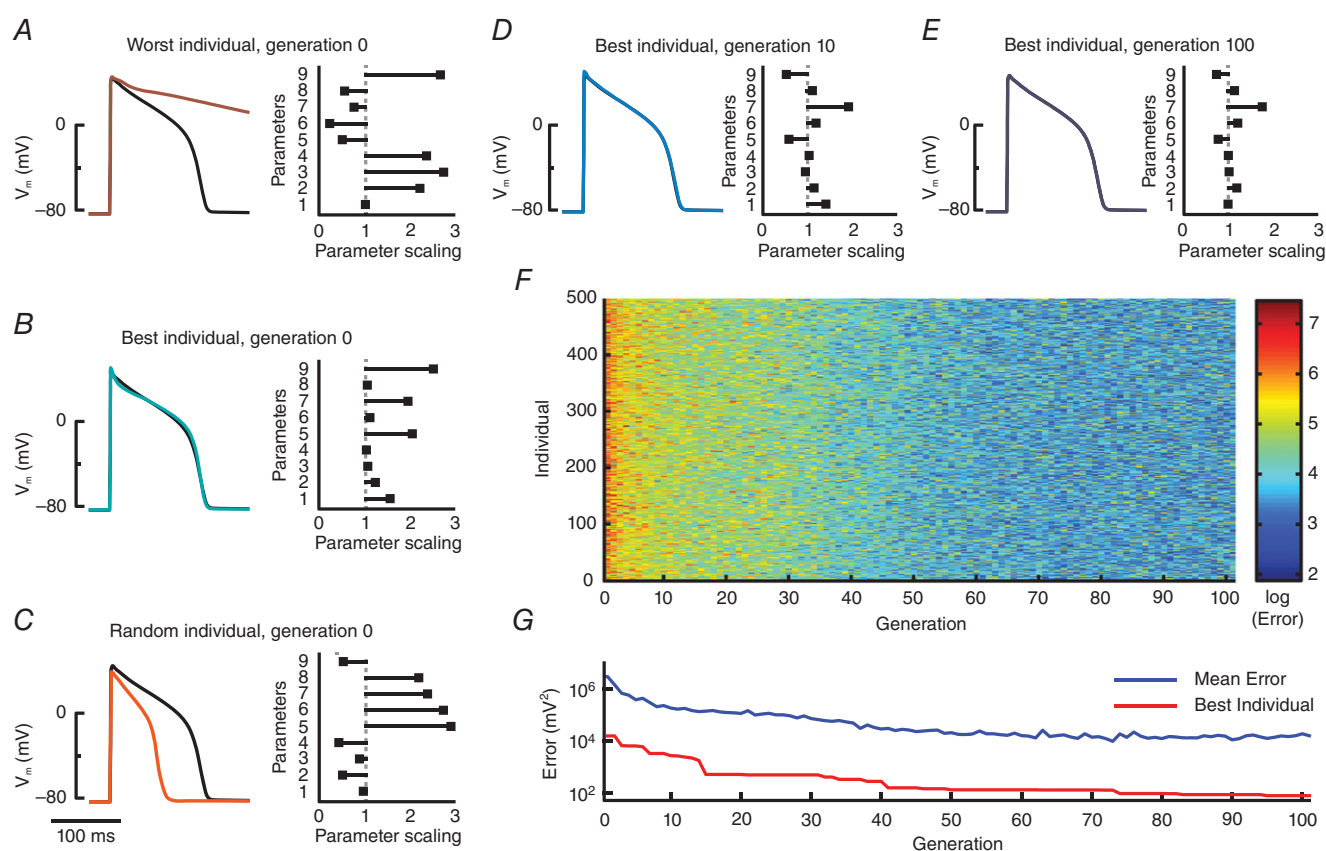 A
Worst individual, generation 0
0
−80
Vm (mV)
9
8
7
6
5
4
3
2
1
Parameters
0 1 2 3
Parameter scaling
D
Best individual, generation 10
0
−80
Vm (mV)
9
8
7
6
5
4
3
2
1
Parameters
0 1 2 3
Parameter scaling
E
Best individual, generation 100
0
−80
Vm (mV)
9
8
7
6
5
4
3
2
1
Parameters
0 1 2 3
Parameter scaling
B
Best individual, generation 0
0
−80
Vm (mV)
9
8
7
6
5
4
3
2
1
Parameters
0 1 2 3
Parameter scaling
C
Random individual, generation 0
0
−80
Vm (mV)
100 ms
9
8
7
6
5
4
3
2
1
Parameters
0 1 2 3
Parameter scaling
F
500
400
300
200
100
0
Individual
0 10 20 30 40 50 60 70 80 90 100
Generation
7
6
5
4
3
2
log
(Error)
G
10⁶
10⁴
10²
Error (mV²)
Mean Error
Best Individual
0 10 20 30 40 50 60 70 80 90 100
Generation